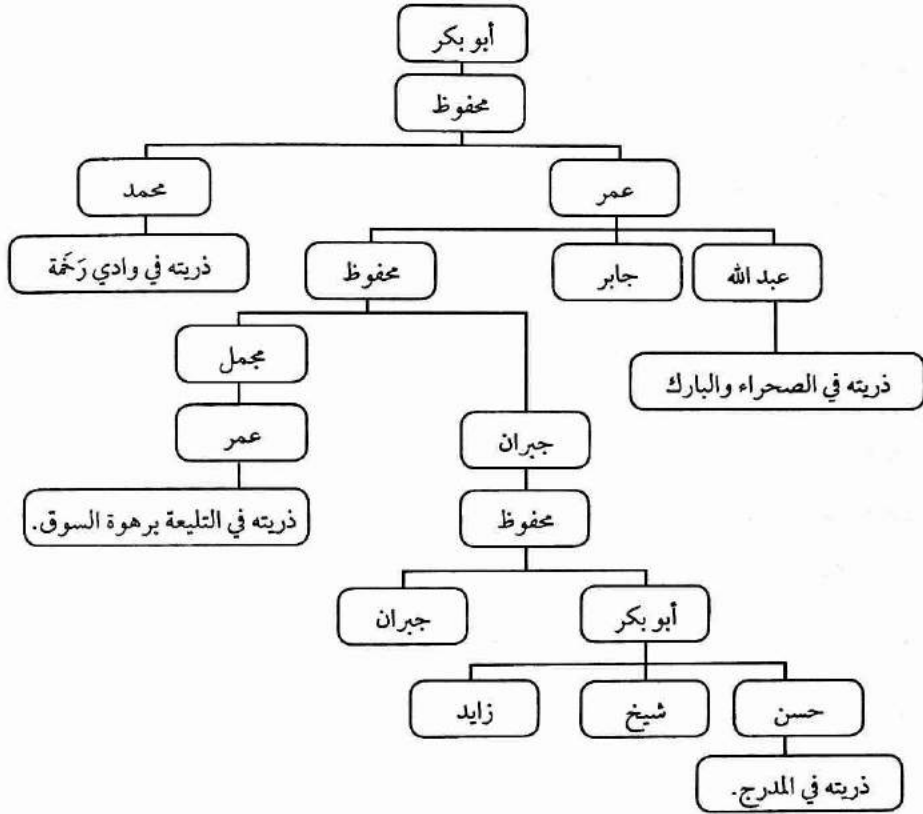 أبو بكر
محفوظ
عمر
محمد
ذريته في وادي رَخَمة
عبد الله
جابر
محفوظ
مجمل
ذريته في الصحراء والبارك
عمر
جبران
ذريته في التليعة برهوة السوق.
محفوظ
أبو بكر
جبران
حسن
شيخ
زايد
ذريته في المدرج.